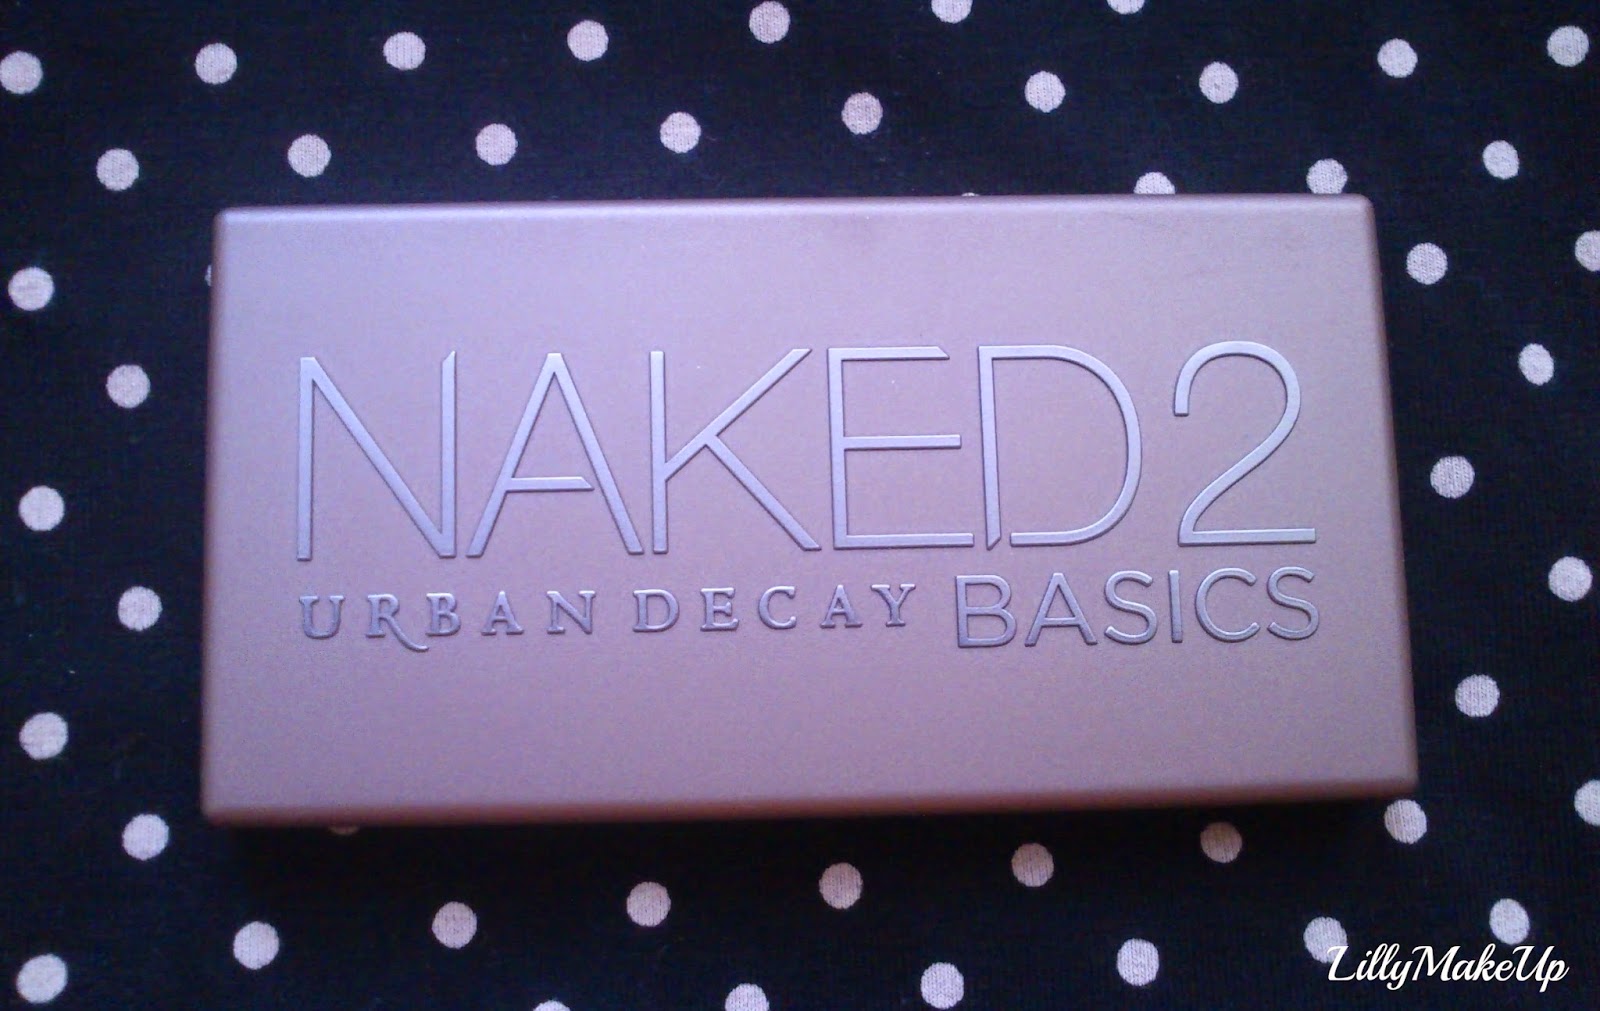 NAKED2
URBAN DECAY BASICS
LillyMakeUp